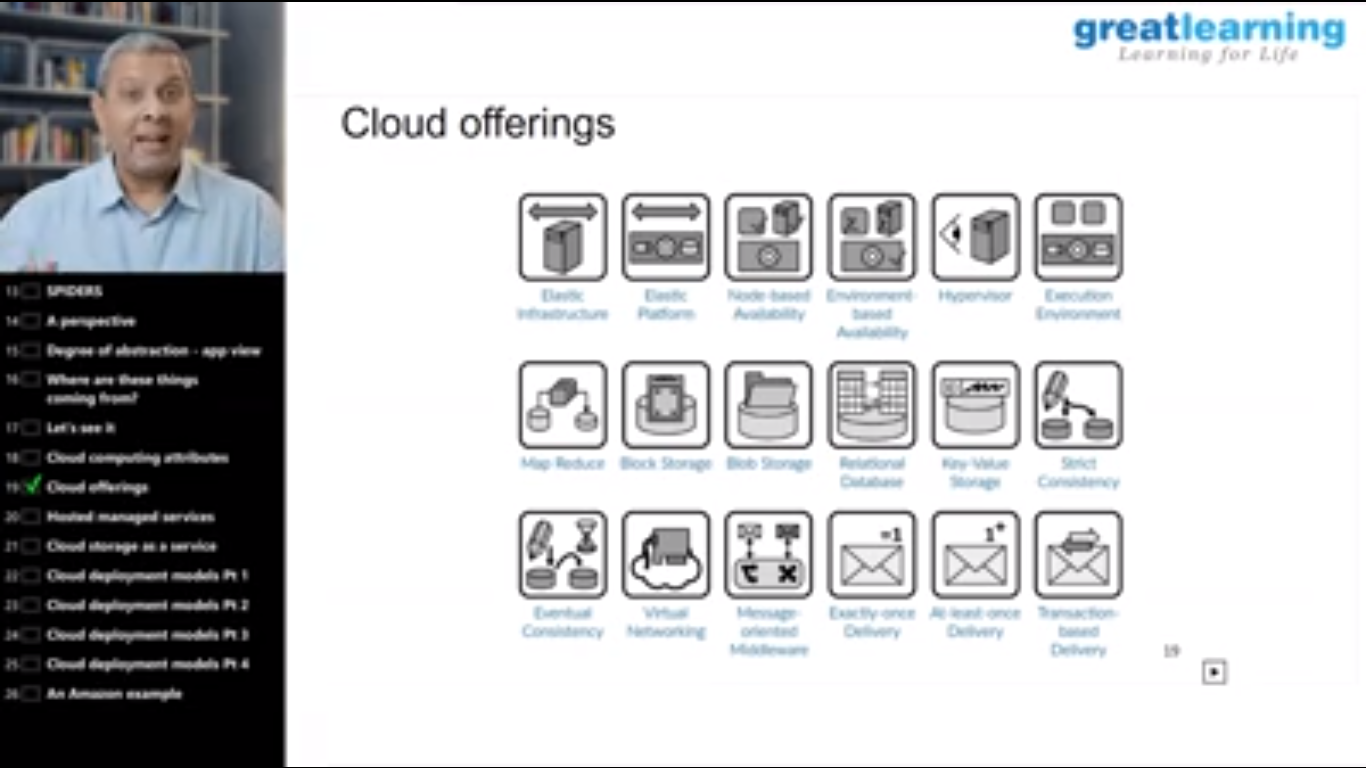 greatlearning
Learning for Life
Cloud offerings
Elastic
Infrastructure
Elastic
Platform
Node-based
Availability
Environment-
based
Availability
Hypervisor
Execution
Environment
Map Reduce
Block Storage
Blob Storage
Relational
Database
Key-Value
Storage
Strict
Consistency
Eventual
Consistency
Virtual
Networking
Message-
oriented
Middleware
=1
Exactly-once
Delivery
1+
At-least-once
Delivery
Transaction-
based
Delivery
19
13 SPIDERS
14 A perspective
15 Degree of abstraction - app view
16 Where are these things
coming from?
17 Let's see it
18 Cloud computing attributes
19 Cloud offerings
20 Hosted managed services
21 Cloud storage as a service
22 Cloud deployment models Pt 1
23 Cloud deployment models Pt 2
24 Cloud deployment models Pt 3
25 Cloud deployment models Pt 4
26 An Amazon example